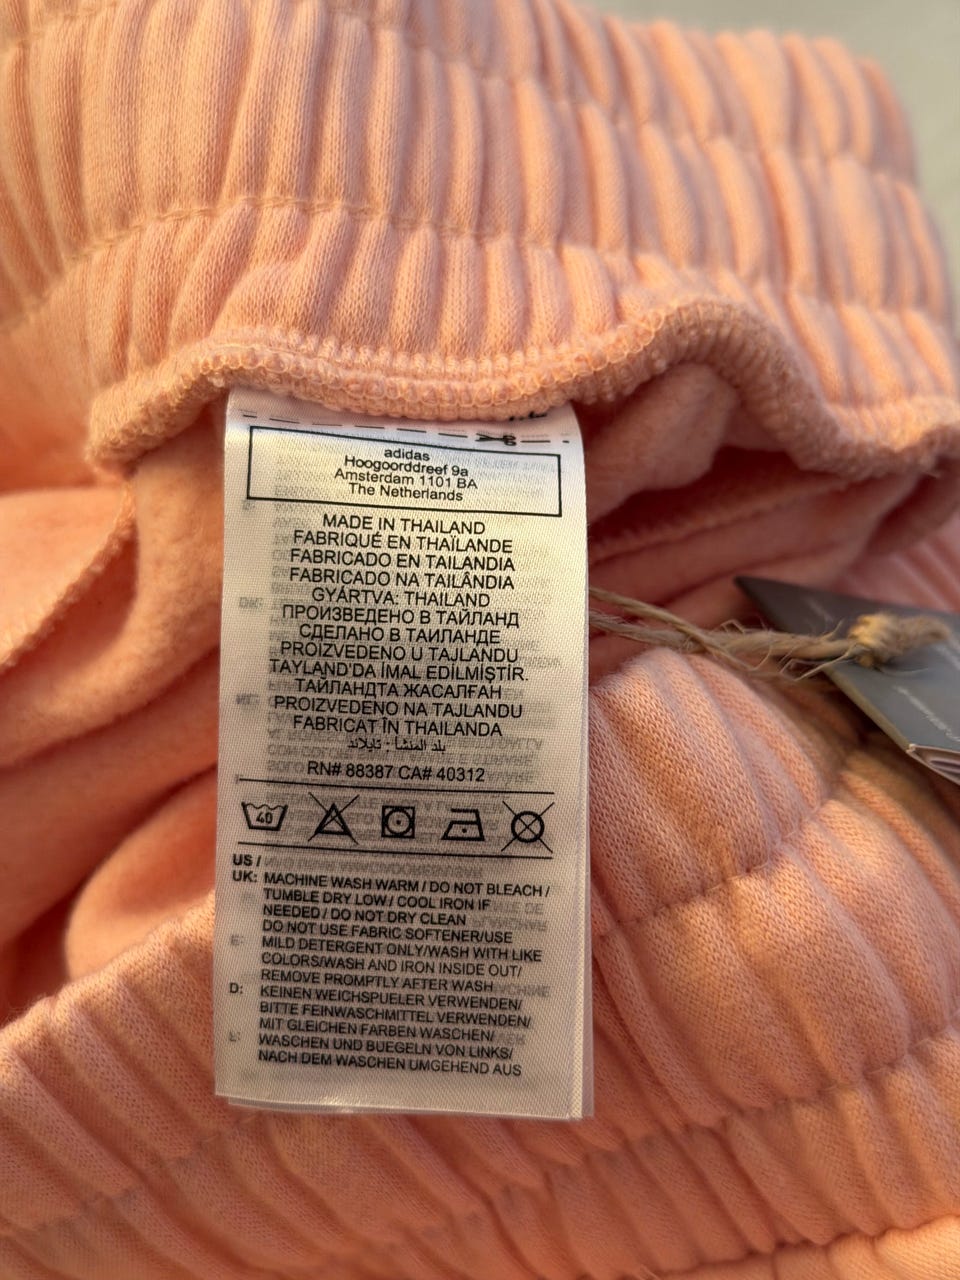 adidas
Hoogoorddreef 9a
Amsterdam 1101 BA
The Netherlands
MADE IN THAILAND
FABRIQUÉ EN THAÏLANDE
FABRICADO EN TAILANDIA
FABRICADO NA TAILÂNDIA
GYÁRTVA: THAILAND
ПРОИЗВЕДЕНО В ТАЙЛАНД
СДЕЛАНО В ТАИЛАНДЕ
PROIZVEDENO U TAJLANDU
TAYLAND'DA İMAL EDİLMİŞTİR.
ТАЙЛАНДТА ЖАСАЛҒАН
PROIZVEDENO NA TAJLANDU
FABRICAT ÎN THAILANDA
بلد المنشأ : تايلاند
RN# 88387 CA# 40312
40
US /
UK: MACHINE WASH WARM / DO NOT BLEACH /
TUMBLE DRY LOW / COOL IRON IF
NEEDED / DO NOT DRY CLEAN
DO NOT USE FABRIC SOFTENER/USE
MILD DETERGENT ONLY/WASH WITH LIKE
COLORS/WASH AND IRON INSIDE OUT/
REMOVE PROMPTLY AFTER WASH
D: KEINEN WEICHSPUELER VERWENDEN/
BITTE FEINWASCHMITTEL VERWENDEN/
MIT GLEICHEN FARBEN WASCHEN/
WASCHEN UND BUEGELN VON LINKS/
NACH DEM WASCHEN UMGEHEND AUS